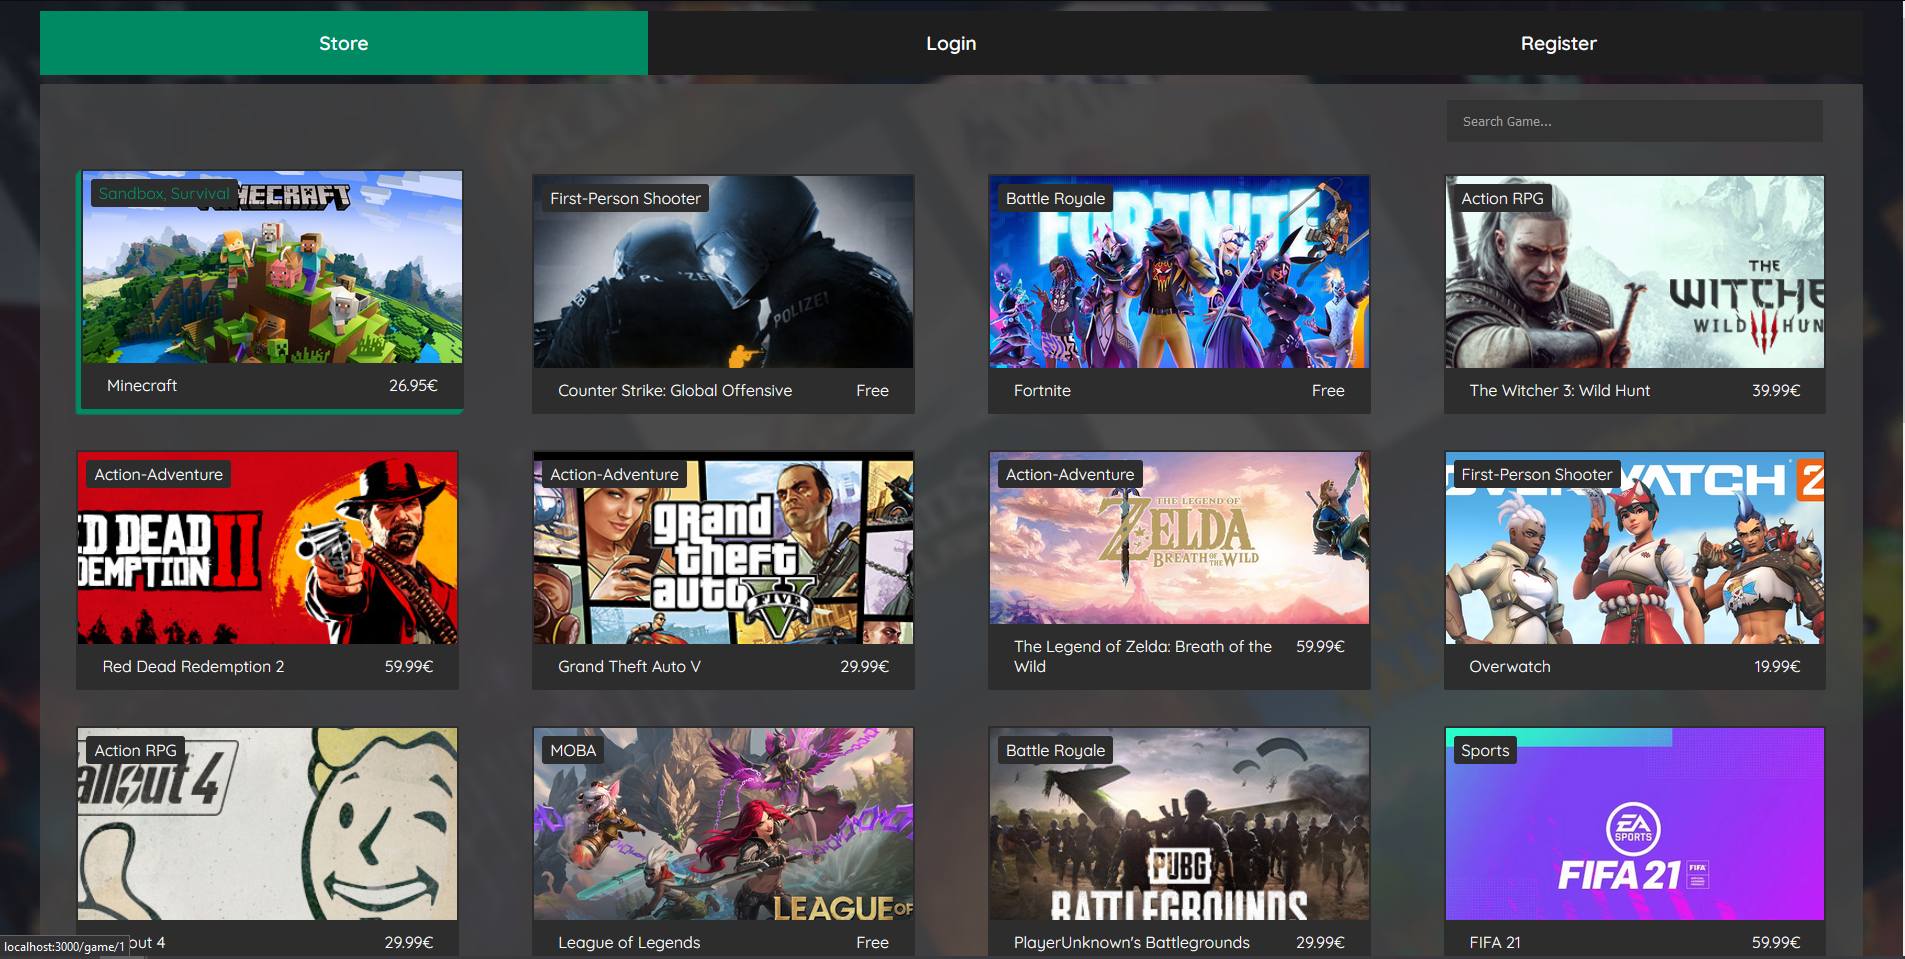 Store
Login
Register
Search Game...
Sandbox, Survival
NECRAFT
Minecraft
26.95€
First-Person Shooter
POLIZEI
Counter Strike: Global Offensive
Free
Battle Royale
FORTNITE
Fortnite
Free
Action RPG
THE
WITCHE
WILD HUN
The Witcher 3: Wild Hunt
39.99€
Action-Adventure
D DEAD
DEMPTION II
Red Dead Redemption 2
59.99€
Action-Adventure
grand
theft
auto V
FIVE
Grand Theft Auto V
29.99€
Action-Adventure
THE LEGEND OF
ZELDA
BREATH OF THE WILD
The Legend of Zelda: Breath of the
Wild
59.99€
First-Person Shooter
OVERWATCH 2
Overwatch
19.99€
Action RPG
allout 4
out 4
29.99€
MOBA
LEAGUE OF
League of Legends
Free
Battle Royale
PUBG
BATTLEGROUNDS
PlayerUnknown's Battlegrounds
29.99€
Sports
EA
SPORTS
FIFA 21
FIFA
FIFA 21
59.99€
localhost:3000/game/1